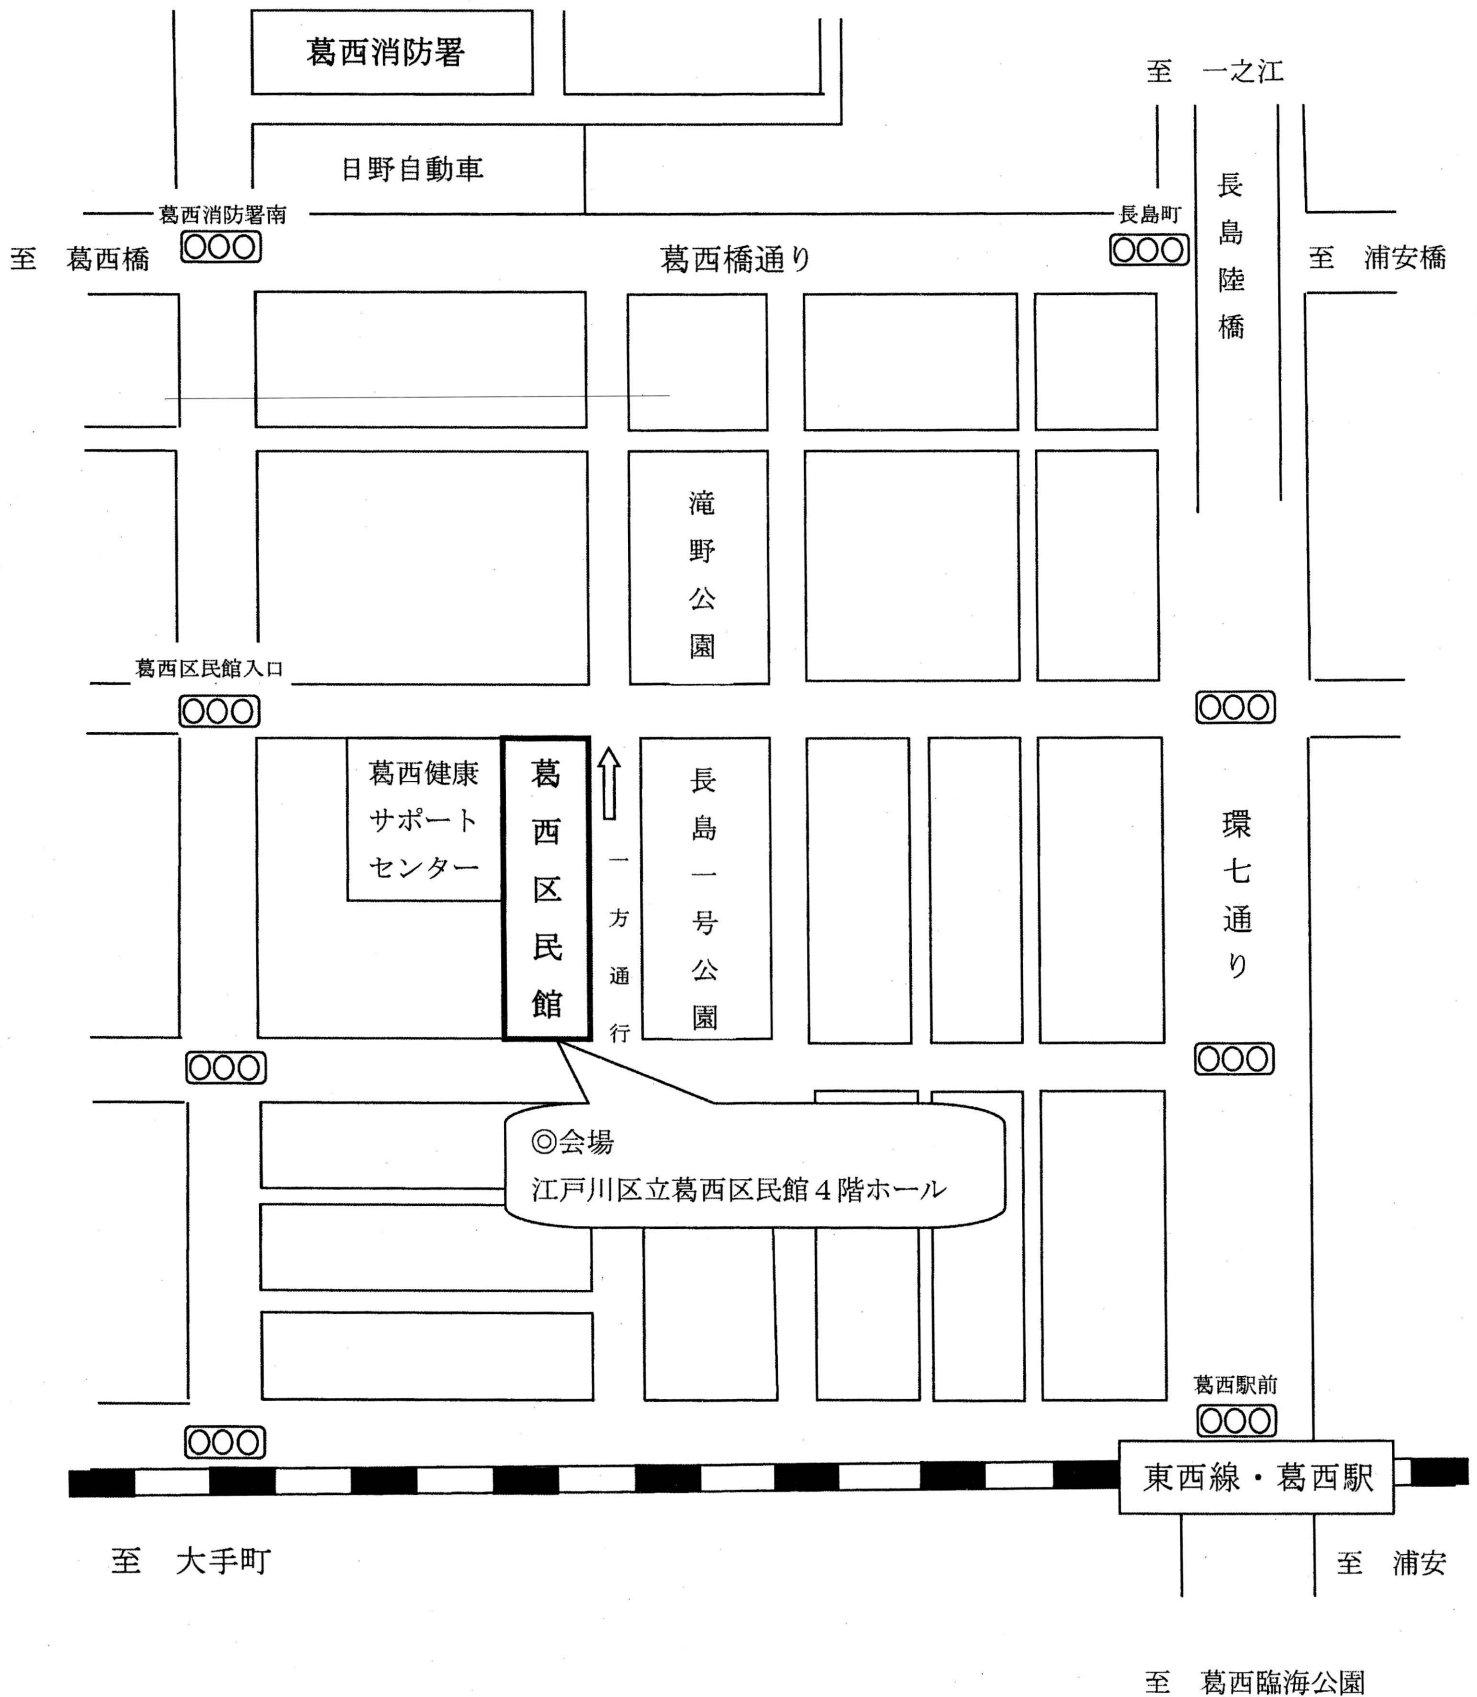 葛西消防署
至　一之江
日野自動車
葛西消防署南
長島町
長島陸橋
至　葛西橋
葛西橋通り
至　浦安橋
滝野公園
葛西区民館入口
葛西健康
サポート
センター
葛西区民館
一方通行
長島一号公園
環七通り
◎会場
江戸川区立葛西区民館4階ホール
葛西駅前
東西線・葛西駅
至　大手町
至　浦安
至　葛西臨海公園